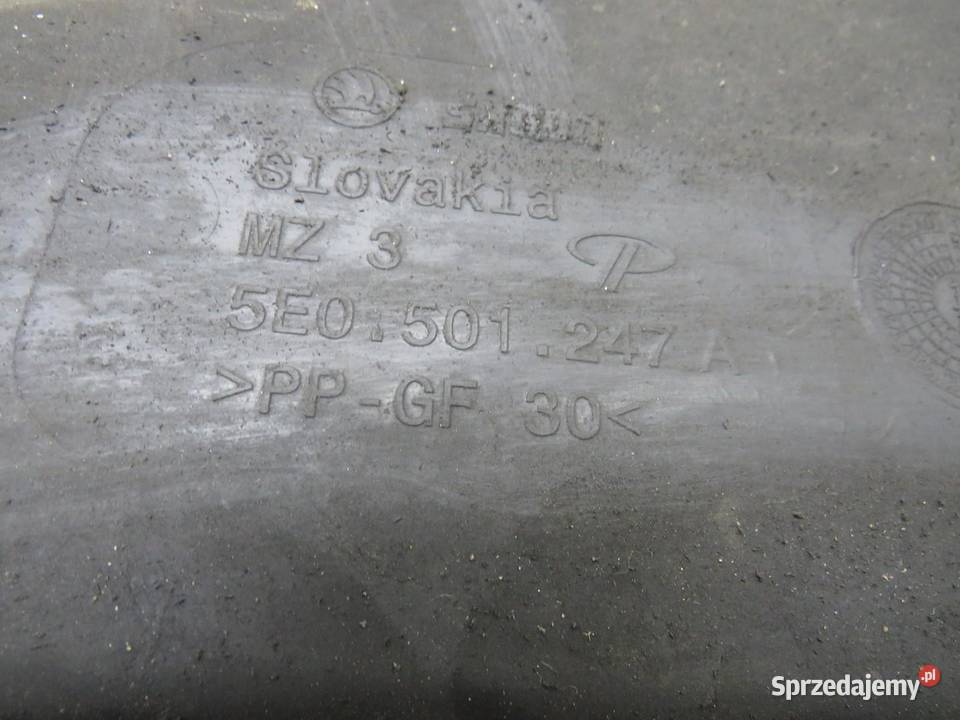 Slovakia
MZ 3
5E0.501.247 A
>PP-GF 30<
Sprzedajemy.pl